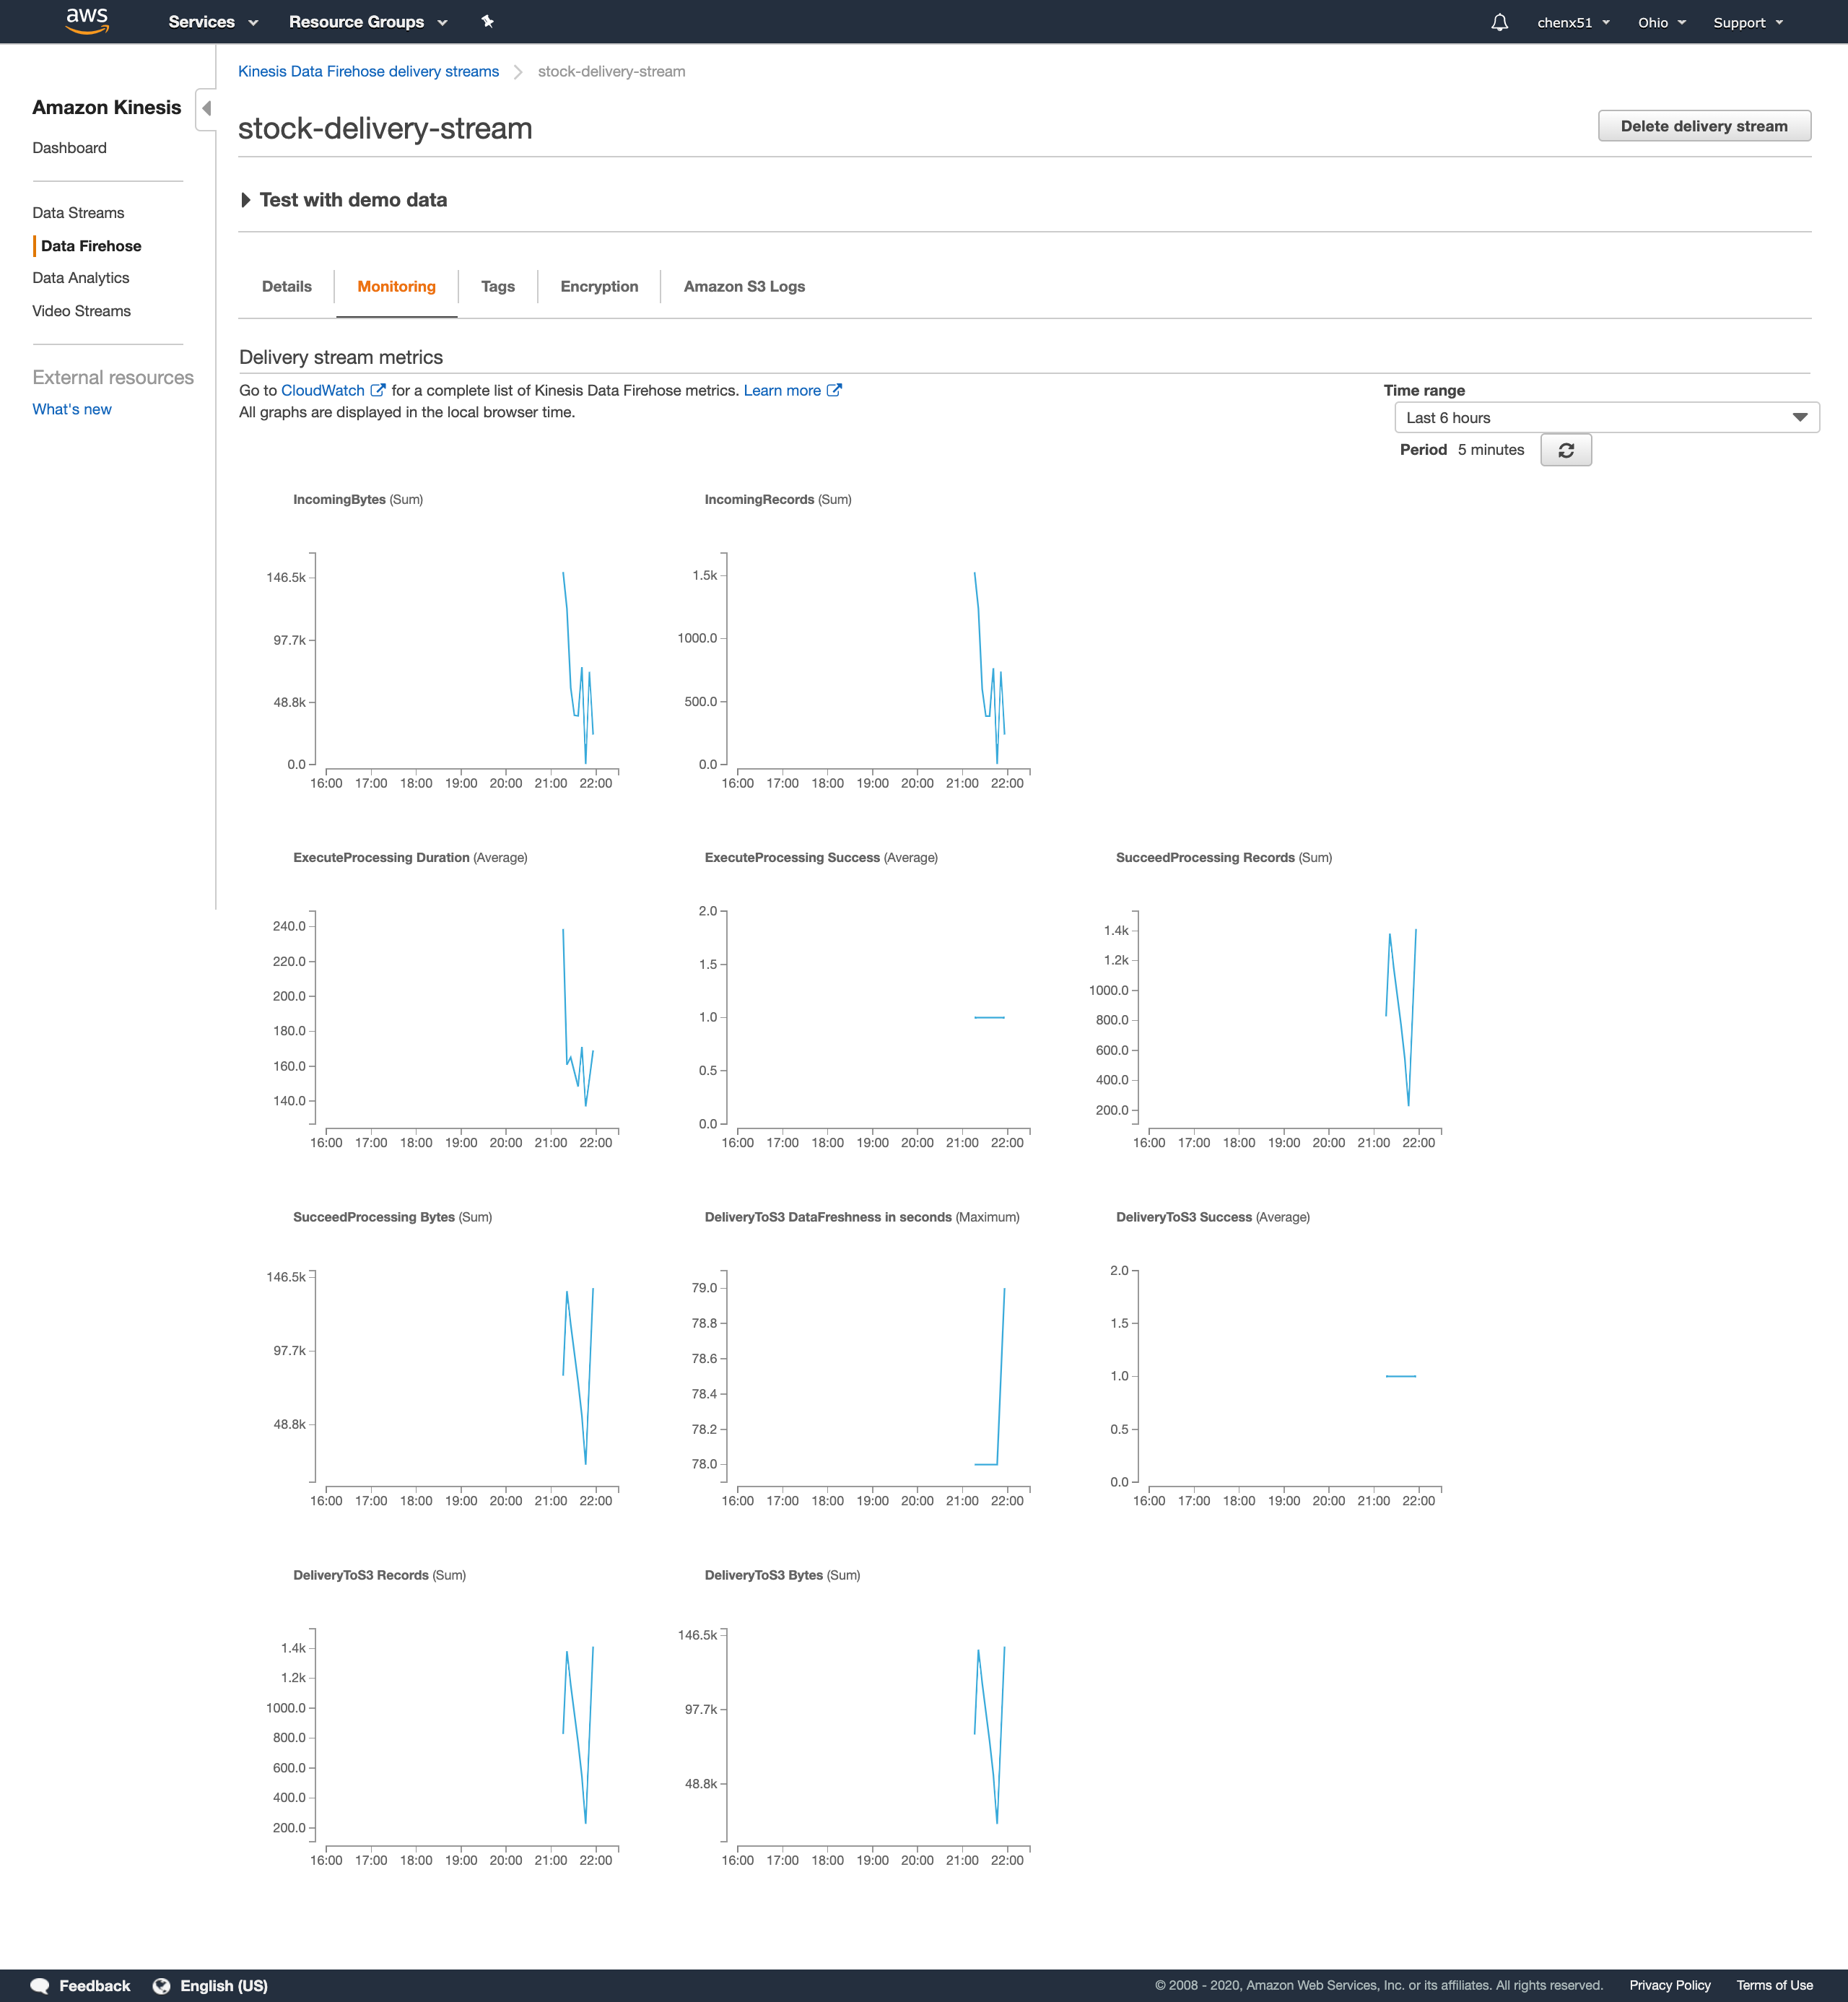 aws Services Resource Groups chenx51 Ohio Support
Amazon Kinesis
Dashboard
Data Streams
Data Firehose
Data Analytics
Video Streams
External resources
What's new
Kinesis Data Firehose delivery streams stock-delivery-stream
stock-delivery-stream Delete delivery stream
Test with demo data
Details Monitoring Tags Encryption Amazon S3 Logs
Delivery stream metrics
Go to CloudWatch for a complete list of Kinesis Data Firehose metrics. Learn more
All graphs are displayed in the local browser time.
Time range
Last 6 hours
Period 5 minutes
IncomingBytes (Sum)
146.5k
97.7k
48.8k
0.0
16:00 17:00 18:00 19:00 20:00 21:00 22:00
IncomingRecords (Sum)
1.5k
1000.0
500.0
0.0
16:00 17:00 18:00 19:00 20:00 21:00 22:00
ExecuteProcessing Duration (Average)
240.0
220.0
200.0
180.0
160.0
140.0
16:00 17:00 18:00 19:00 20:00 21:00 22:00
ExecuteProcessing Success (Average)
2.0
1.5
1.0
0.5
0.0
16:00 17:00 18:00 19:00 20:00 21:00 22:00
SucceedProcessing Records (Sum)
1.4k
1.2k
1000.0
800.0
600.0
400.0
200.0
16:00 17:00 18:00 19:00 20:00 21:00 22:00
SucceedProcessing Bytes (Sum)
146.5k
97.7k
48.8k
16:00 17:00 18:00 19:00 20:00 21:00 22:00
DeliveryToS3 DataFreshness in seconds (Maximum)
79.0
78.8
78.6
78.4
78.2
78.0
16:00 17:00 18:00 19:00 20:00 21:00 22:00
DeliveryToS3 Success (Average)
2.0
1.5
1.0
0.5
0.0
16:00 17:00 18:00 19:00 20:00 21:00 22:00
DeliveryToS3 Records (Sum)
1.4k
1.2k
1000.0
800.0
600.0
400.0
200.0
16:00 17:00 18:00 19:00 20:00 21:00 22:00
DeliveryToS3 Bytes (Sum)
146.5k
97.7k
48.8k
16:00 17:00 18:00 19:00 20:00 21:00 22:00
Feedback English (US) © 2008 - 2020, Amazon Web Services, Inc. or its affiliates. All rights reserved. Privacy Policy Terms of Use